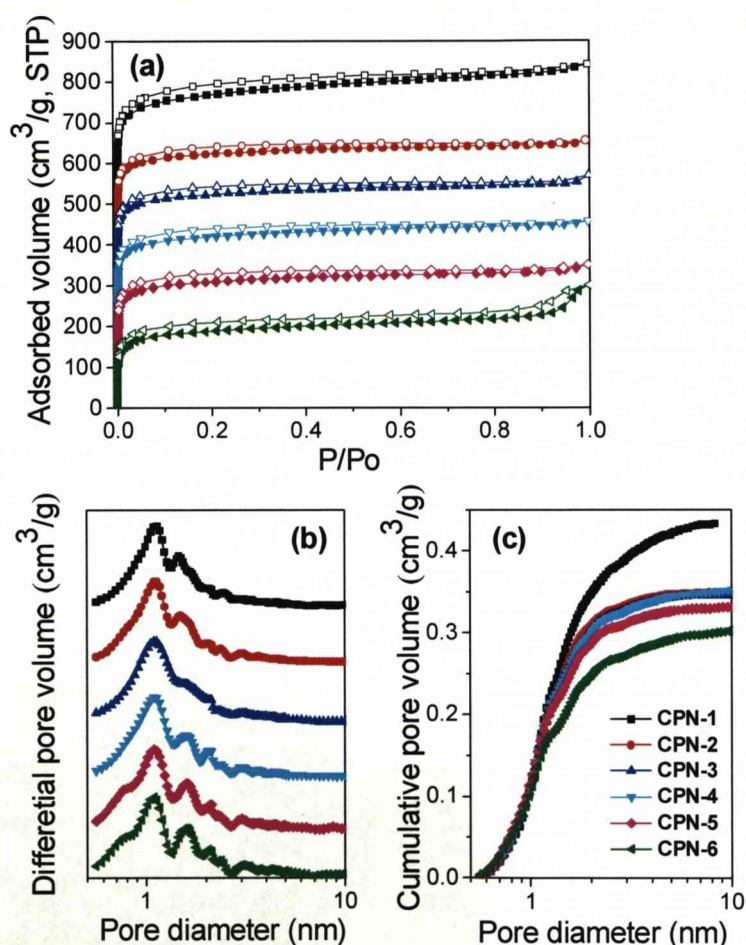 (a)
Adsorbed volume (cm³/g, STP)
900
800
700
600
500
400
300
200
100
0
0.0 0.2 0.4 0.6 0.8 1.0
P/Po
(b)
Differetial pore volume (cm³/g)
1 10
Pore diameter (nm)
(c)
Cumulative pore volume (cm³/g)
0.4
0.3
0.2
0.1
0.0
CPN-1
CPN-2
CPN-3
CPN-4
CPN-5
CPN-6
1 10
Pore diameter (nm)